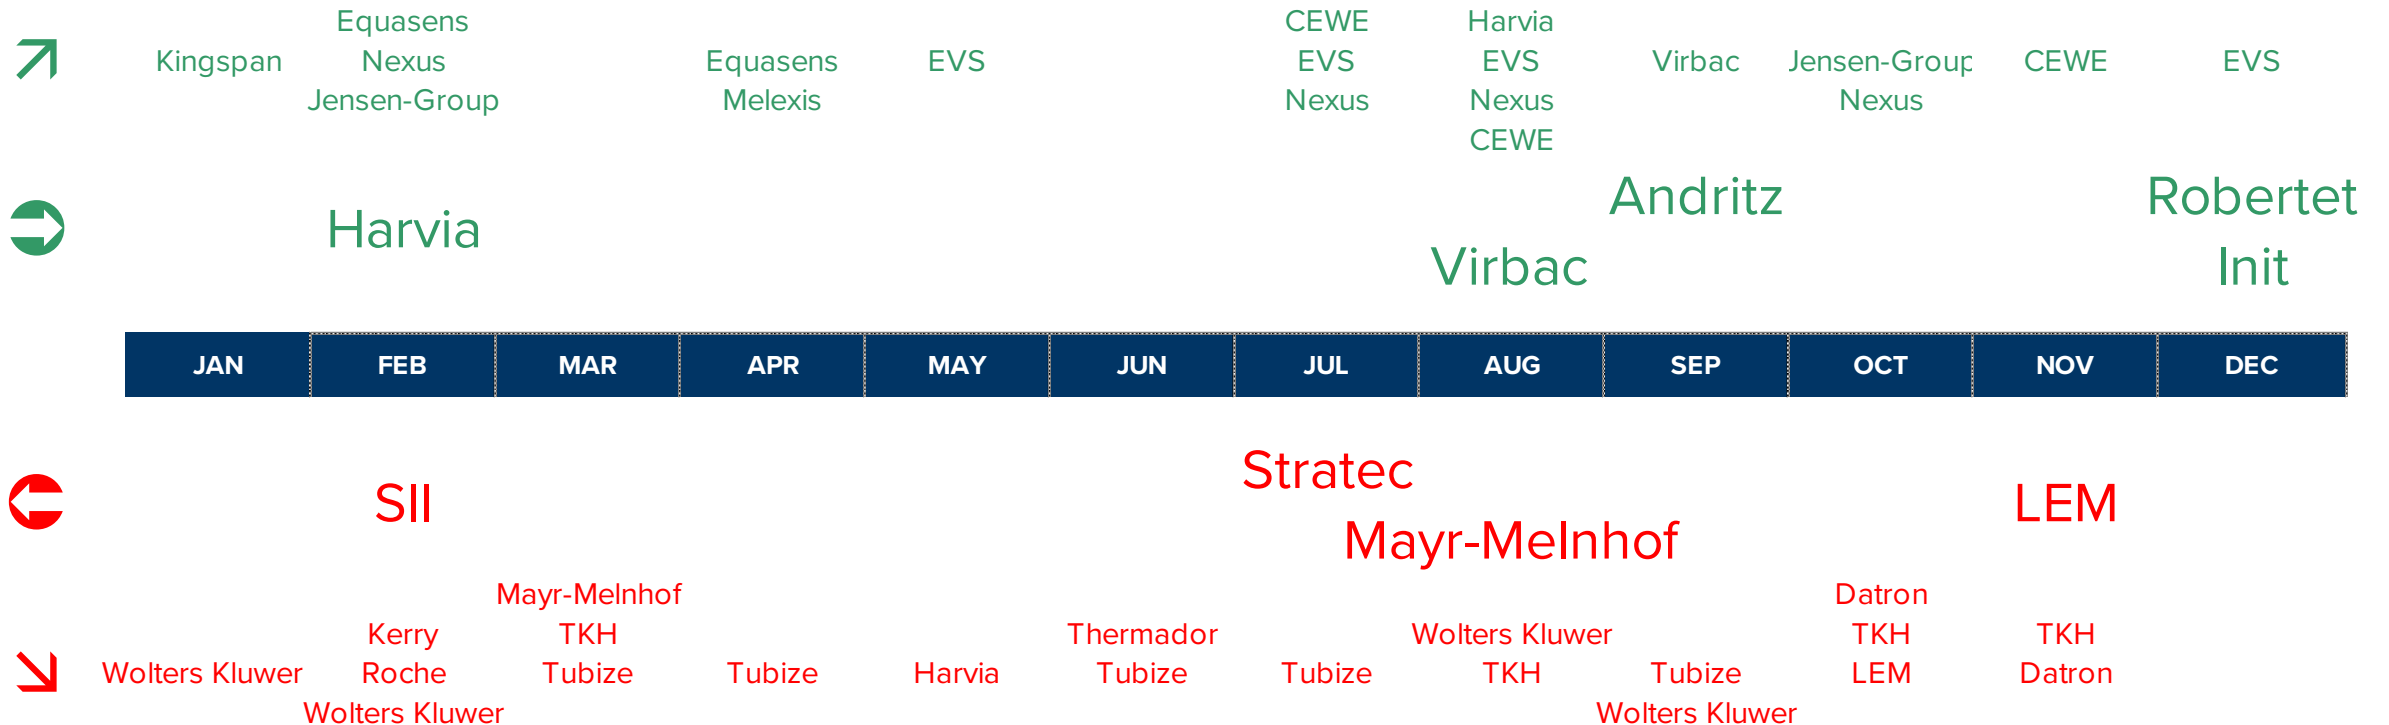 Equasens CEWE Harvia
Kingspan Nexus Equasens EVS EVS EVS Virbac Jensen-Group CEWE EVS
Jensen-Group Melexis Nexus Nexus Nexus
CEWE
Andritz Robertet
Harvia
Virbac Init
JAN FEB MAR APR MAY JUN JUL AUG SEP OCT NOV DEC
Stratec
SII LEM
Mayr-Melnhof
Mayr-Melnhof Datron
Kerry TKH Thermador Wolters Kluwer TKH TKH
Wolters Kluwer Roche Tubize Tubize Harvia Tubize Tubize TKH Tubize LEM Datron
Wolters Kluwer Wolters Kluwer